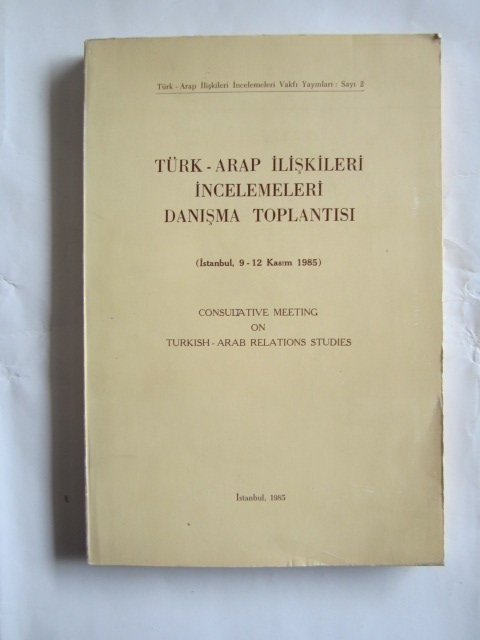 Türk - Arap İlişkileri İncelemeleri Vakfı Yayınları : Sayı 2
TÜRK - ARAP İLİŞKİLERİ
İNCELEMELERİ
DANIŞMA TOPLANTISI
(İstanbul, 9 - 12 Kasım 1985)
CONSULTATIVE MEETING
ON
TURKISH - ARAB RELATIONS STUDIES
İstanbul, 1985